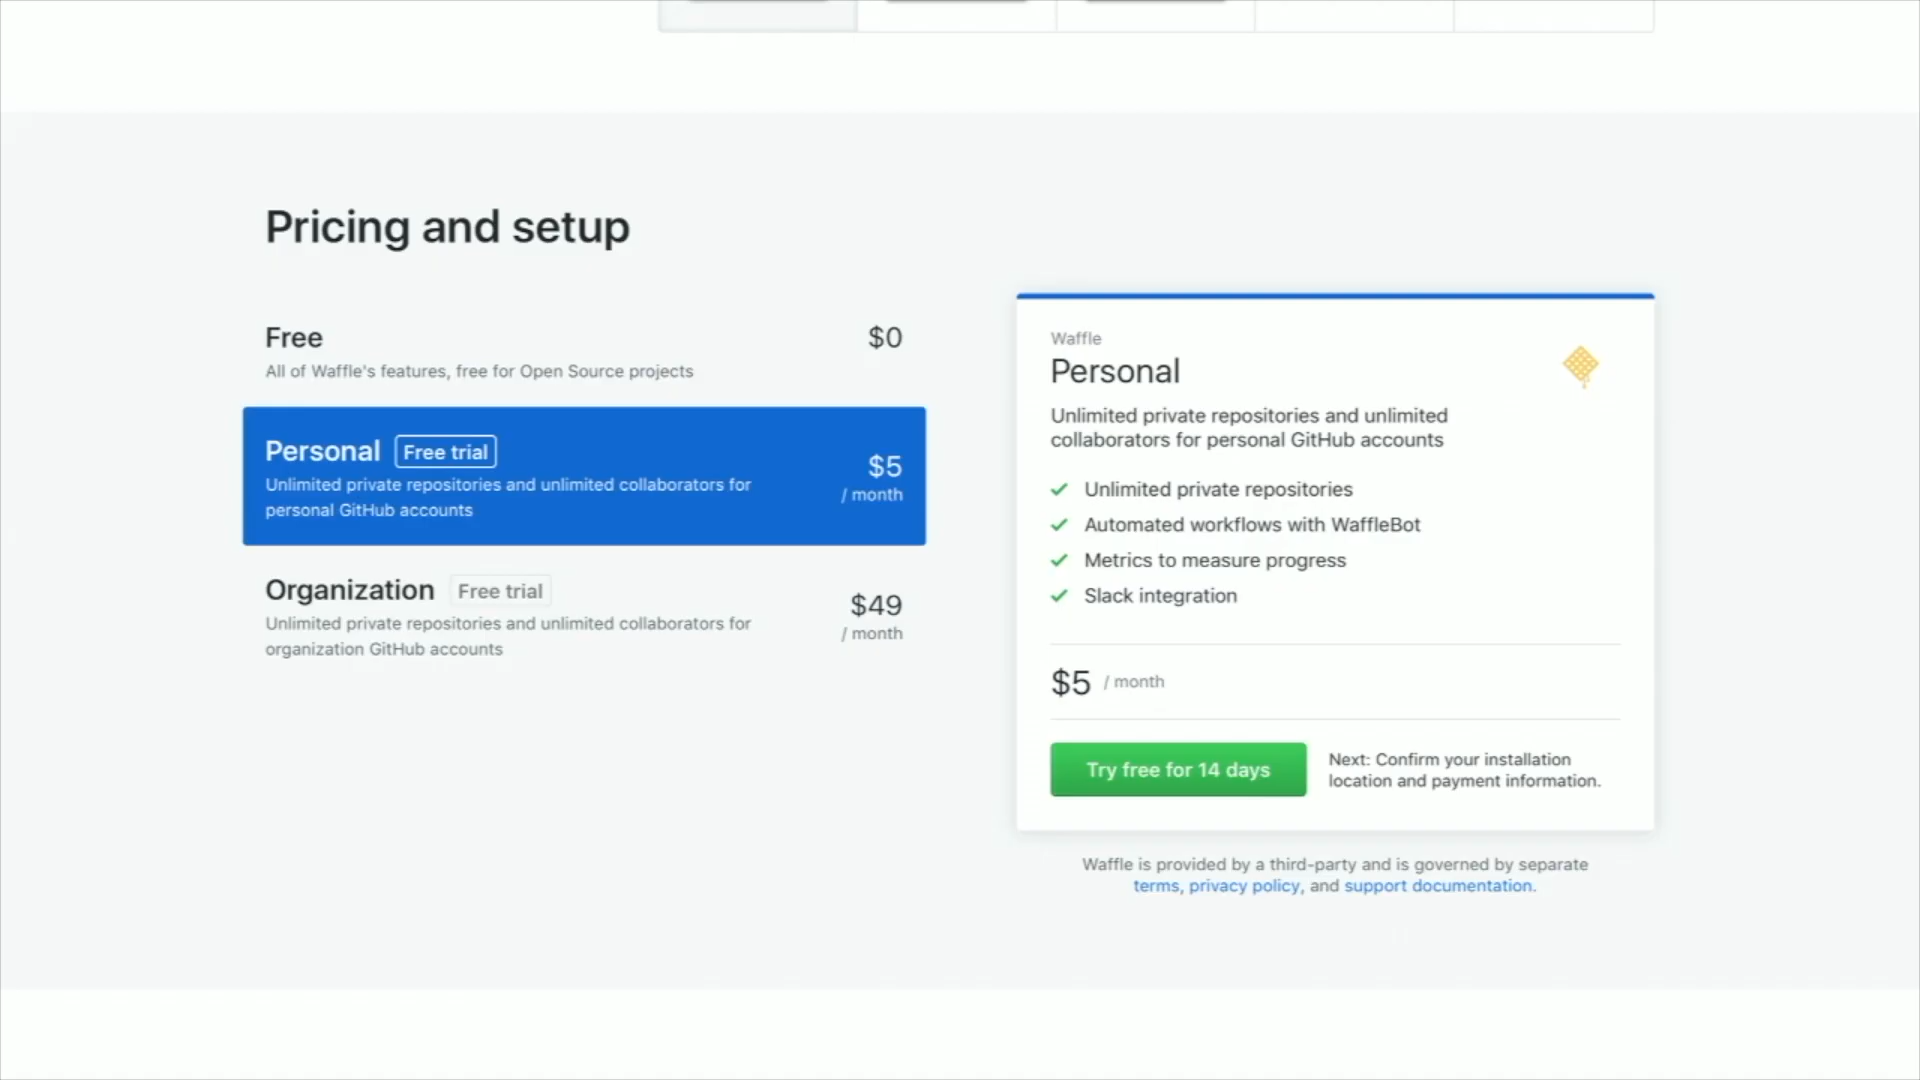 Pricing and setup
Free
$0
All of Waffle's features, free for Open Source projects
Personal Free trial
$5
/ month
Unlimited private repositories and unlimited collaborators for
personal GitHub accounts
Organization Free trial
$49
/ month
Unlimited private repositories and unlimited collaborators for
organization GitHub accounts
Waffle
Personal
Unlimited private repositories and unlimited
collaborators for personal GitHub accounts
Unlimited private repositories
Automated workflows with WaffleBot
Metrics to measure progress
Slack integration
$5 / month
Try free for 14 days
Next: Confirm your installation
location and payment information.
Waffle is provided by a third-party and is governed by separate
terms, privacy policy, and support documentation.